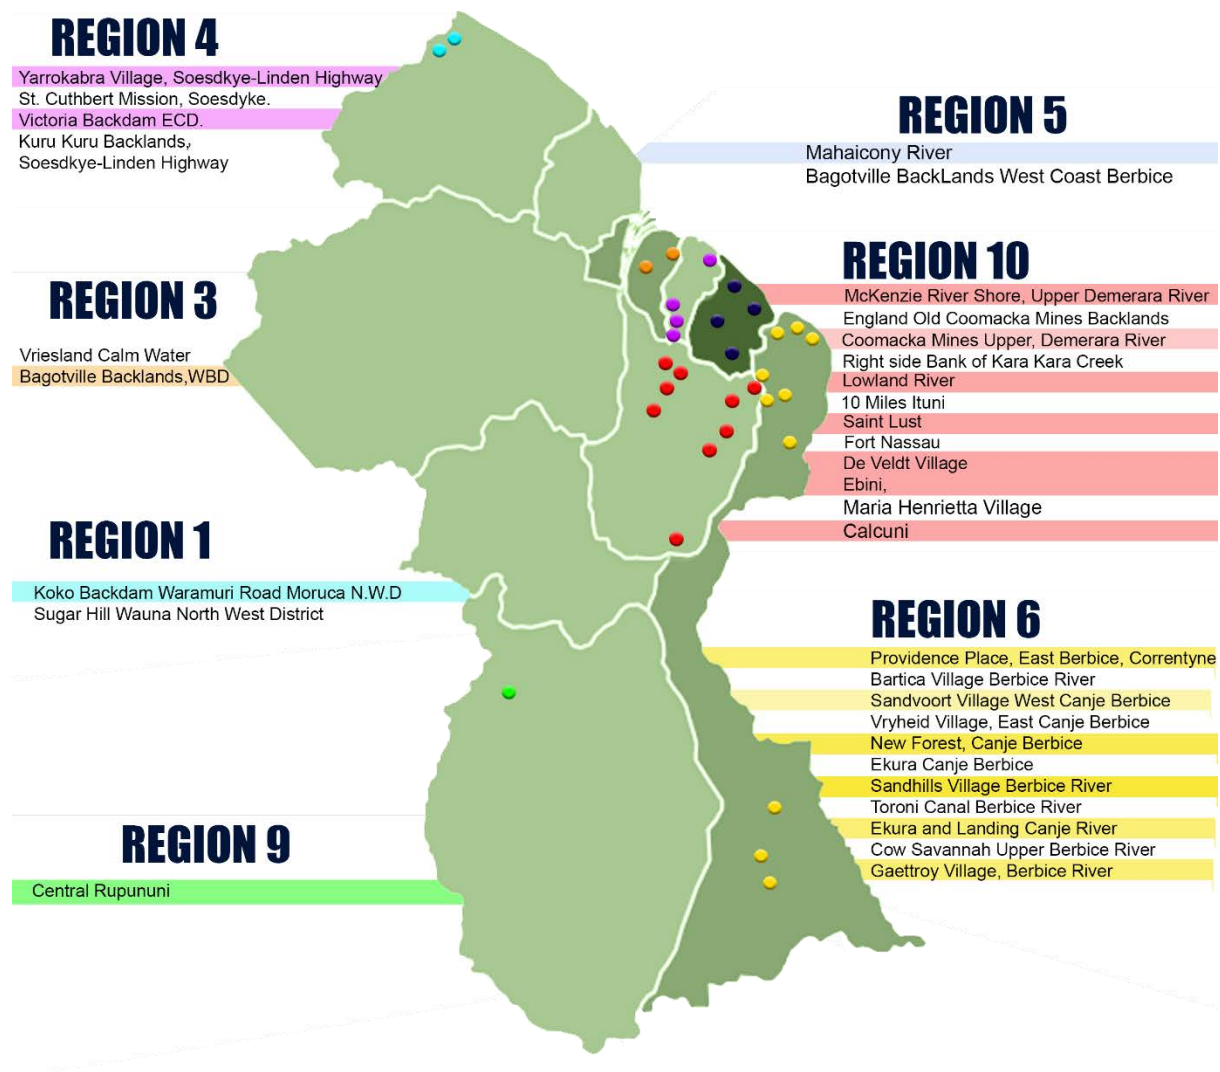 REGION 4
Yarrokabra Village, Soesdkye-Linden Highway
St. Cuthbert Mission, Soesdyke.
Victoria Backdam ECD.
Kuru Kuru Backlands,
Soesdkye-Linden Highway
REGION 3
Vriesland Calm Water
Bagotville Backlands,WBD
REGION 1
Koko Backdam Waramuri Road Moruca N.W.D
Sugar Hill Wauna North West District
REGION 9
Central Rupununi
REGION 5
Mahaicony River
Bagotville BackLands West Coast Berbice
REGION 10
McKenzie River Shore, Upper Demerara River
England Old Coomacka Mines Backlands
Coomacka Mines Upper, Demerara River
Right side Bank of Kara Kara Creek
Lowland River
10 Miles Ituni
Saint Lust
Fort Nassau
De Veldt Village
Ebini,
Maria Henrietta Village
Calcuni
REGION 6
Providence Place, East Berbice, Correntyne
Bartica Village Berbice River
Sandvoort Village West Canje Berbice
Vryheid Village, East Canje Berbice
New Forest, Canje Berbice
Ekura Canje Berbice
Sandhills Village Berbice River
Toroni Canal Berbice River
Ekura and Landing Canje River
Cow Savannah Upper Berbice River
Gaettroy Village, Berbice River